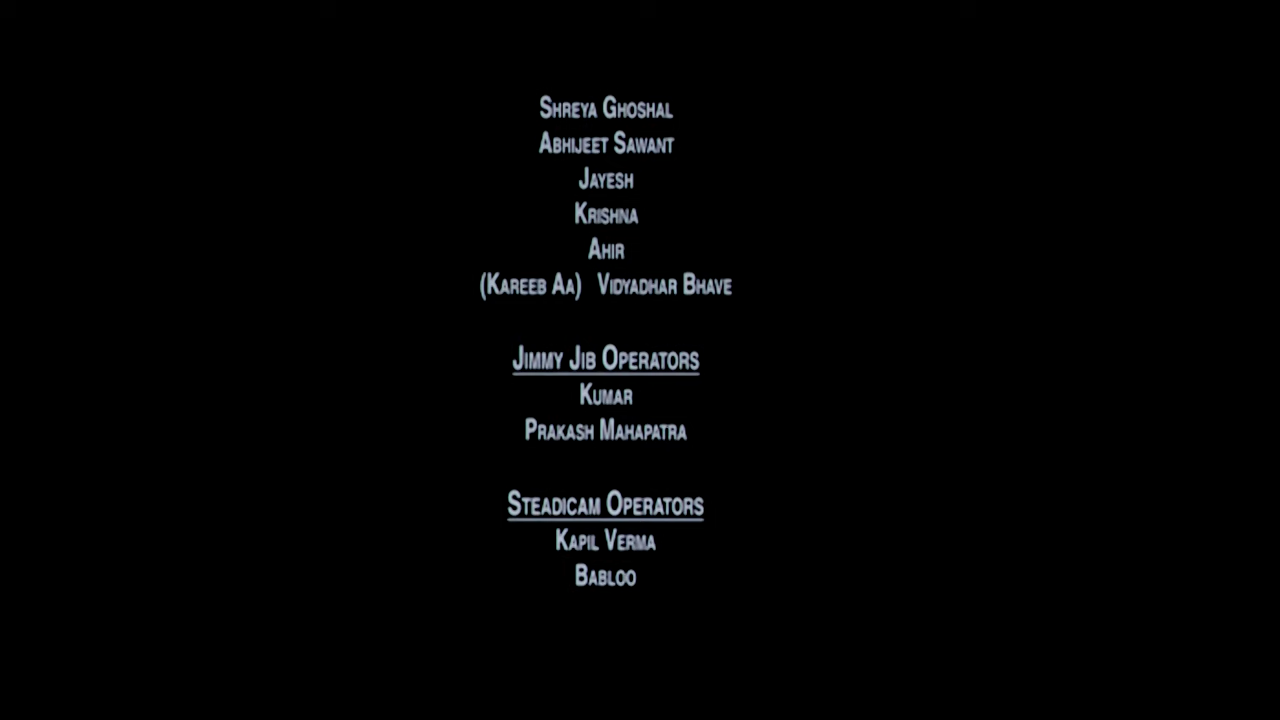 SHREYA GHOSHAL
ABHIJEET SAWANT
JAYESH
KRISHNA
AHIR
(KAREEB AA) VIDYADHAR BHAVE
JIMMY JIB OPERATORS
KUMAR
PRAKASH MAHAPATRA
STEADICAM OPERATORS
KAPIL VERMA
BABLOO